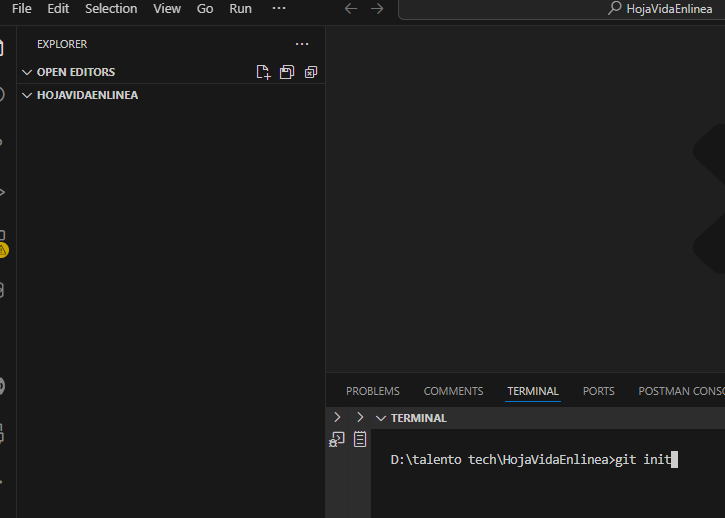 File Edit Selection View Go Run ···
HojaVidaEnlinea
EXPLORER ···
OPEN EDITORS
HOJAVIDAENLINEA
PROBLEMS COMMENTS TERMINAL PORTS POSTMAN CONSO
TERMINAL
D:\talento tech\HojaVidaEnlinea>git init